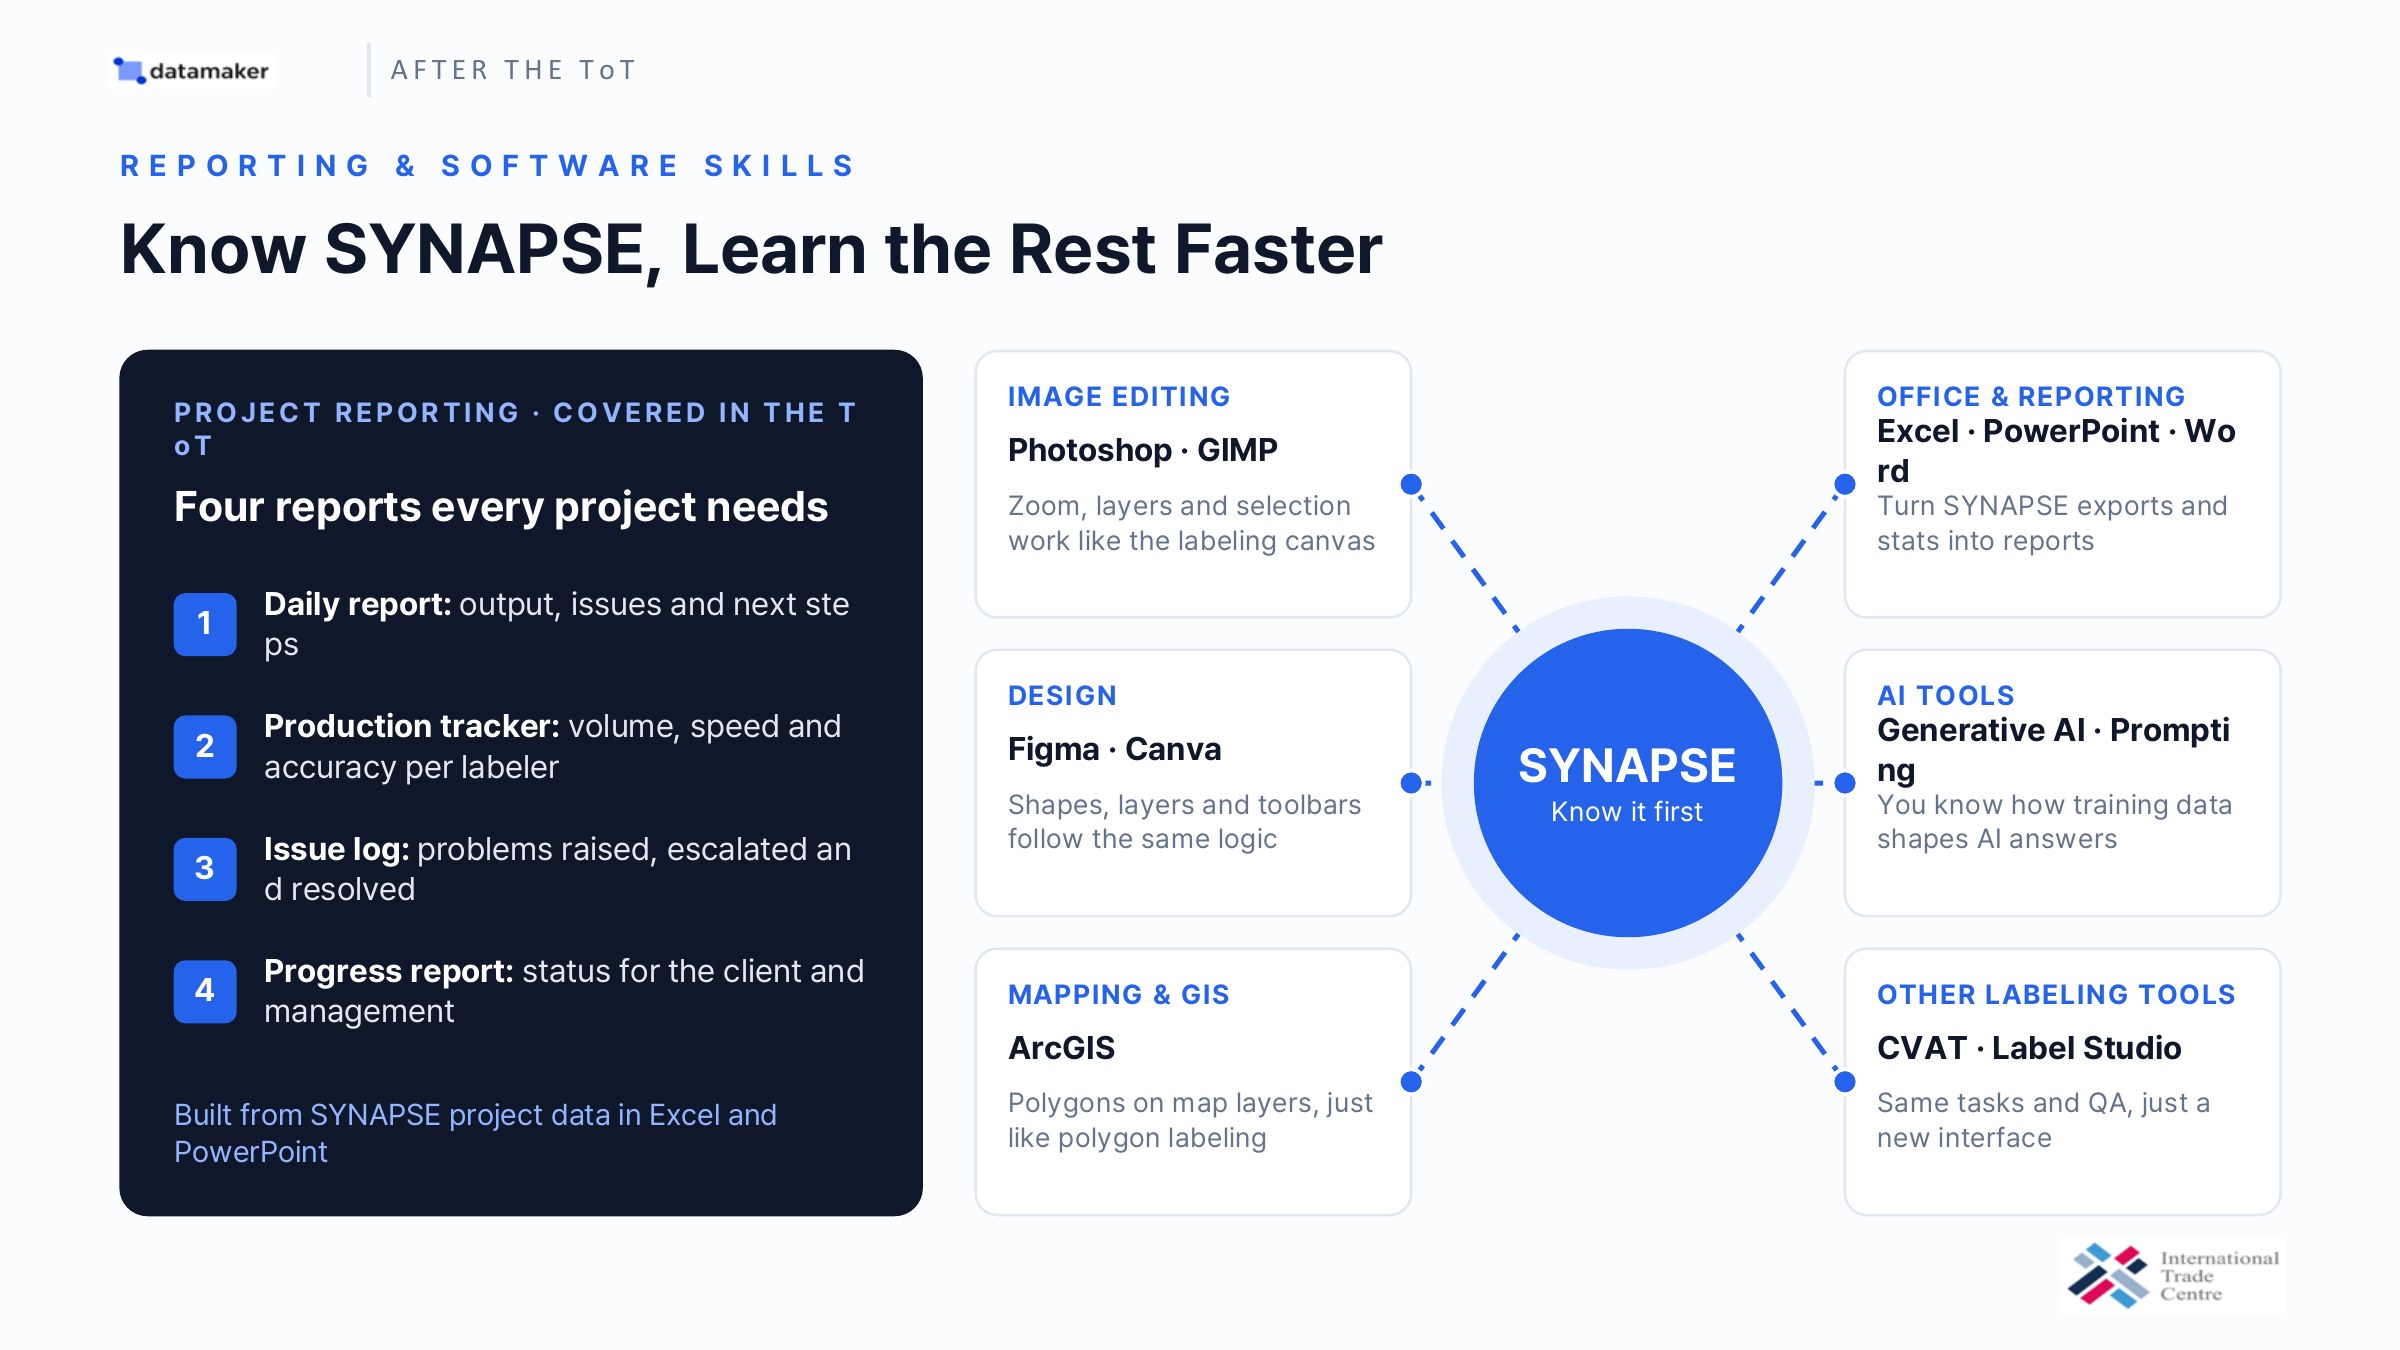 datamaker
AFTER THE ToT
REPORTING & SOFTWARE SKILLS
Know SYNAPSE, Learn the Rest Faster
PROJECT REPORTING · COVERED IN THE T
oT
Four reports every project needs
1
Daily report: output, issues and next ste
ps
2
Production tracker: volume, speed and
accuracy per labeler
3
Issue log: problems raised, escalated an
d resolved
4
Progress report: status for the client and
management
Built from SYNAPSE project data in Excel and
PowerPoint
IMAGE EDITING
Photoshop · GIMP
Zoom, layers and selection
work like the labeling canvas
DESIGN
Figma · Canva
Shapes, layers and toolbars
follow the same logic
MAPPING & GIS
ArcGIS
Polygons on map layers, just
like polygon labeling
SYNAPSE
Know it first
OFFICE & REPORTING
Excel · PowerPoint · Wo
rd
Turn SYNAPSE exports and
stats into reports
AI TOOLS
Generative AI · Prompti
ng
You know how training data
shapes AI answers
OTHER LABELING TOOLS
CVAT · Label Studio
Same tasks and QA, just a
new interface
International
Trade
Centre